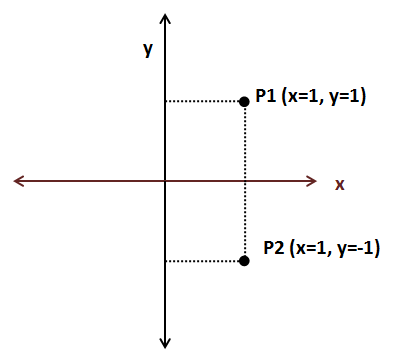 y
P1 (x=1, y=1)
x
P2 (x=1, y=-1)